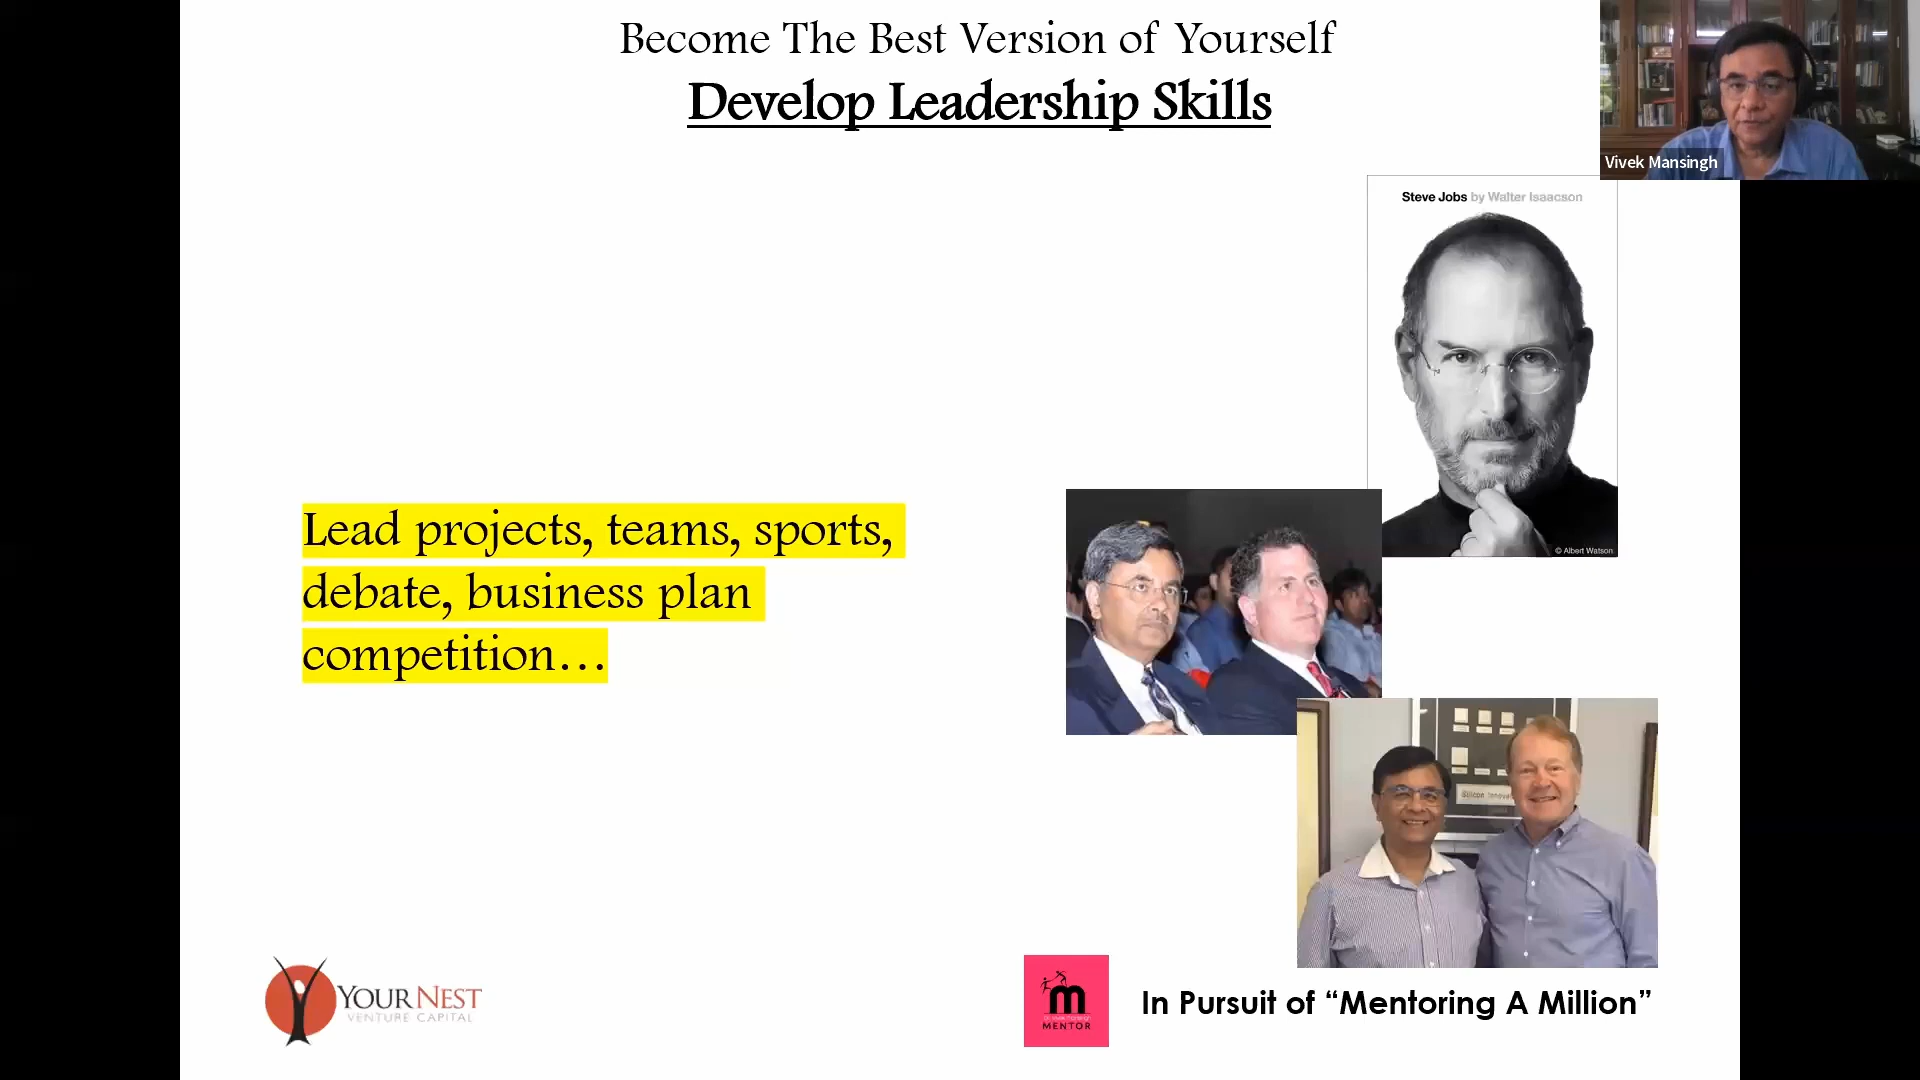 Become The Best Version of Yourself
Develop Leadership Skills
Vivek Mansingh
Steve Jobs by Walter Isaacson
© Albert Watson
Lead projects, teams, sports,
debate, business plan
competition…
YOUR NEST
VENTURE CAPITAL
m
MENTOR
In Pursuit of “Mentoring A Million”